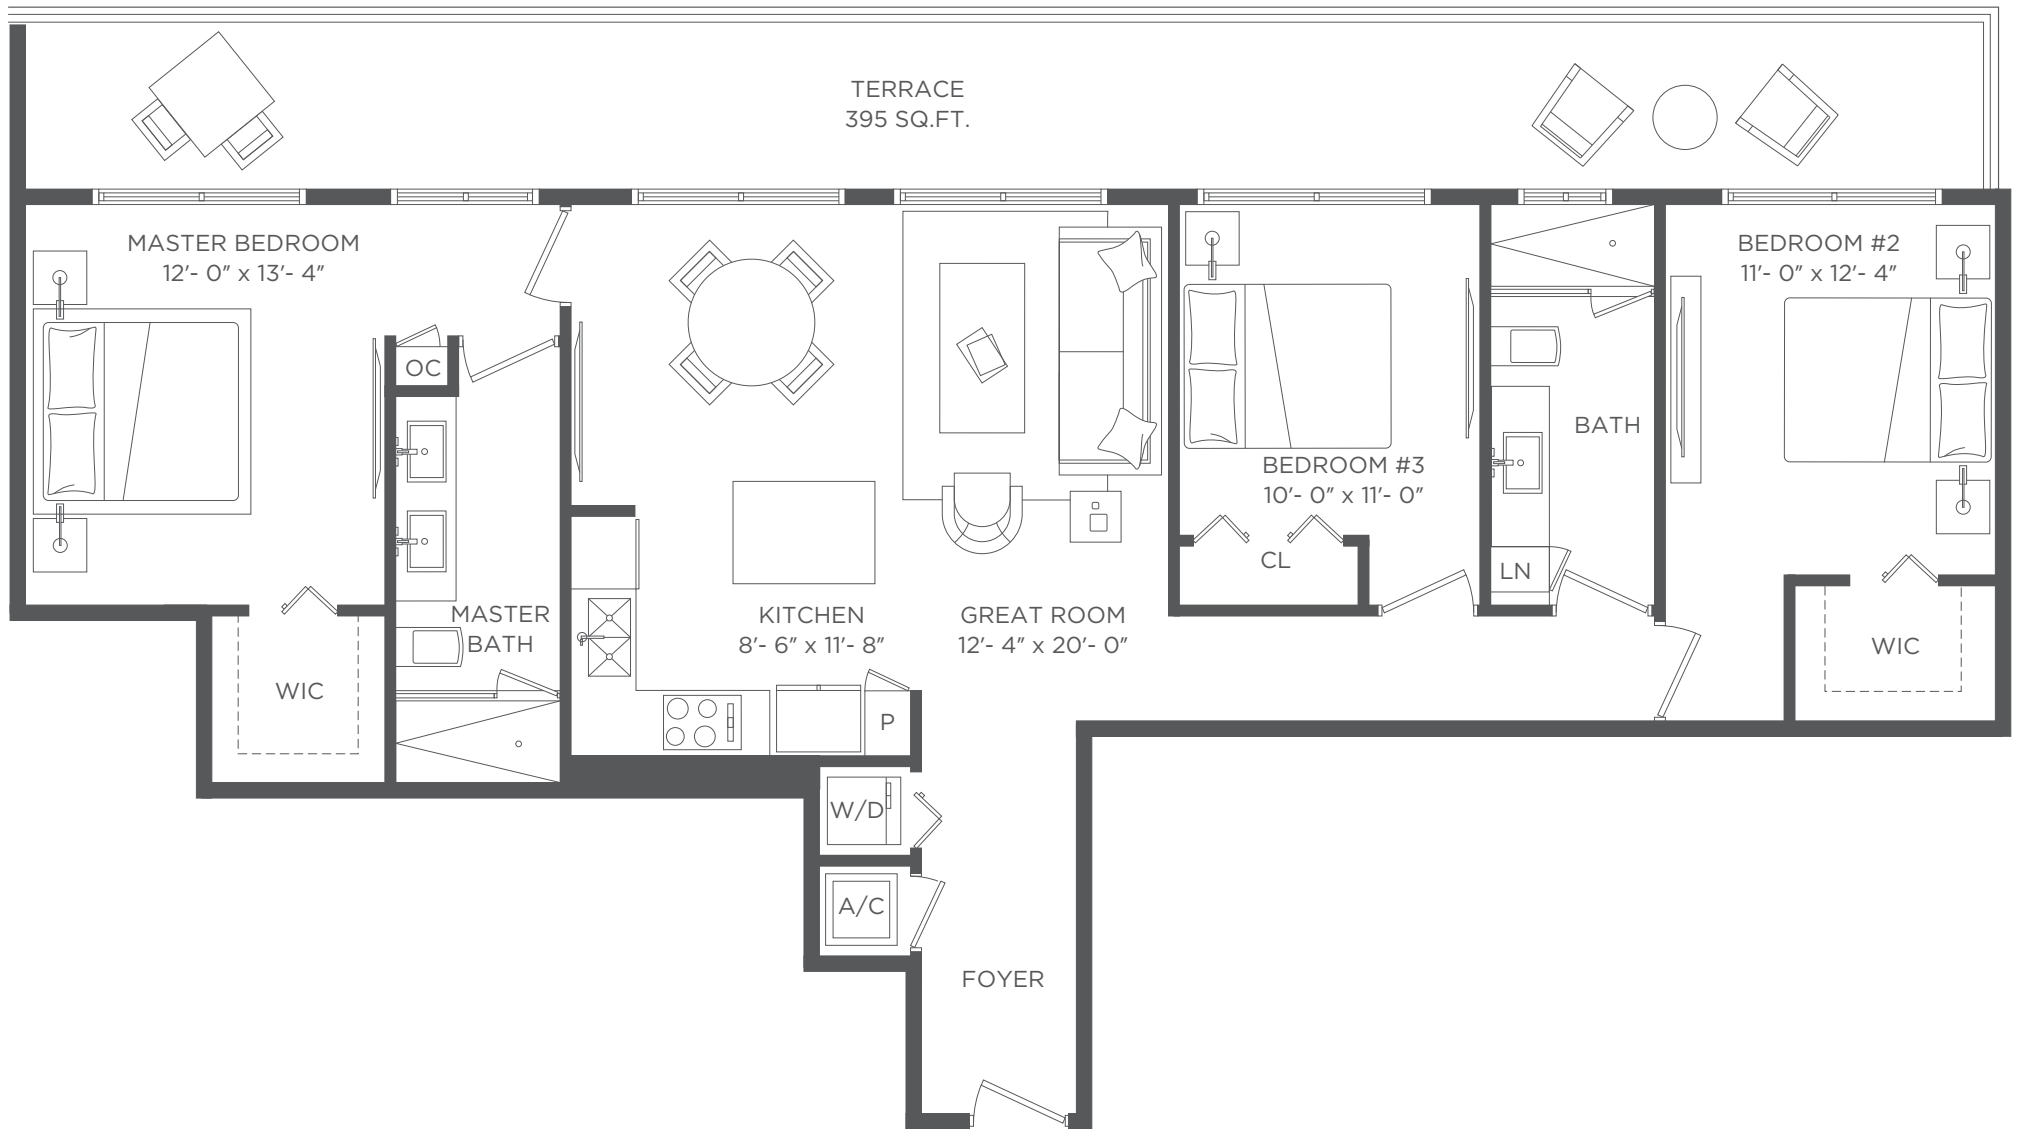 TERRACE
395 SQ.FT.
MASTER BEDROOM
12'- 0" x 13'- 4"
BEDROOM #2
11'- 0" x 12'- 4"
OC
BATH
BEDROOM #3
10'- 0" x 11'- 0"
CL
LN
MASTER
BATH
KITCHEN
8'- 6" x 11'- 8"
GREAT ROOM
12'- 4" x 20'- 0"
WIC
WIC
P
W/D
A/C
FOYER